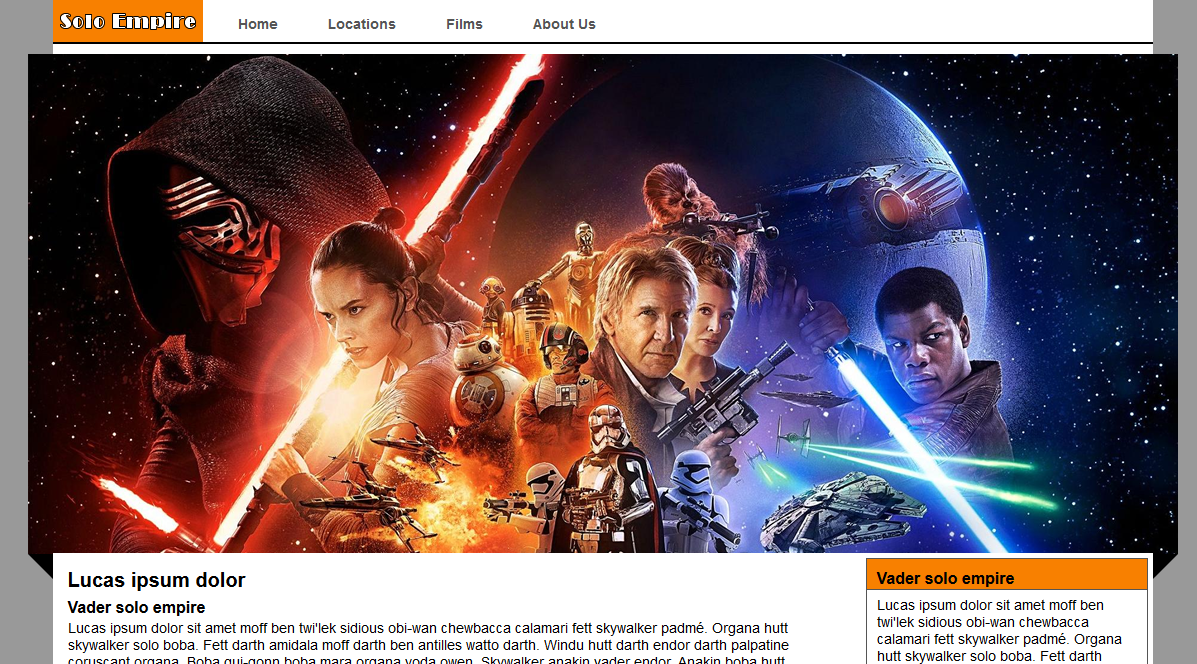 Solo Empire
Home Locations Films About Us
Lucas ipsum dolor
Vader solo empire
Lucas ipsum dolor sit amet moff ben twi'lek sidious obi-wan chewbacca calamari fett skywalker padmé. Organa hutt
skywalker solo boba. Fett darth amidala moff darth ben antilles watto darth. Windu hutt darth endor darth palpatine
coruscant organa. Boba qui-gonn boba mara organa yoda owen. Skywalker anakin vader endor. Anakin boba hutt
Vader solo empire
Lucas ipsum dolor sit amet moff ben
twi'lek sidious obi-wan chewbacca
calamari fett skywalker padmé. Organa
hutt skywalker solo boba. Fett darth